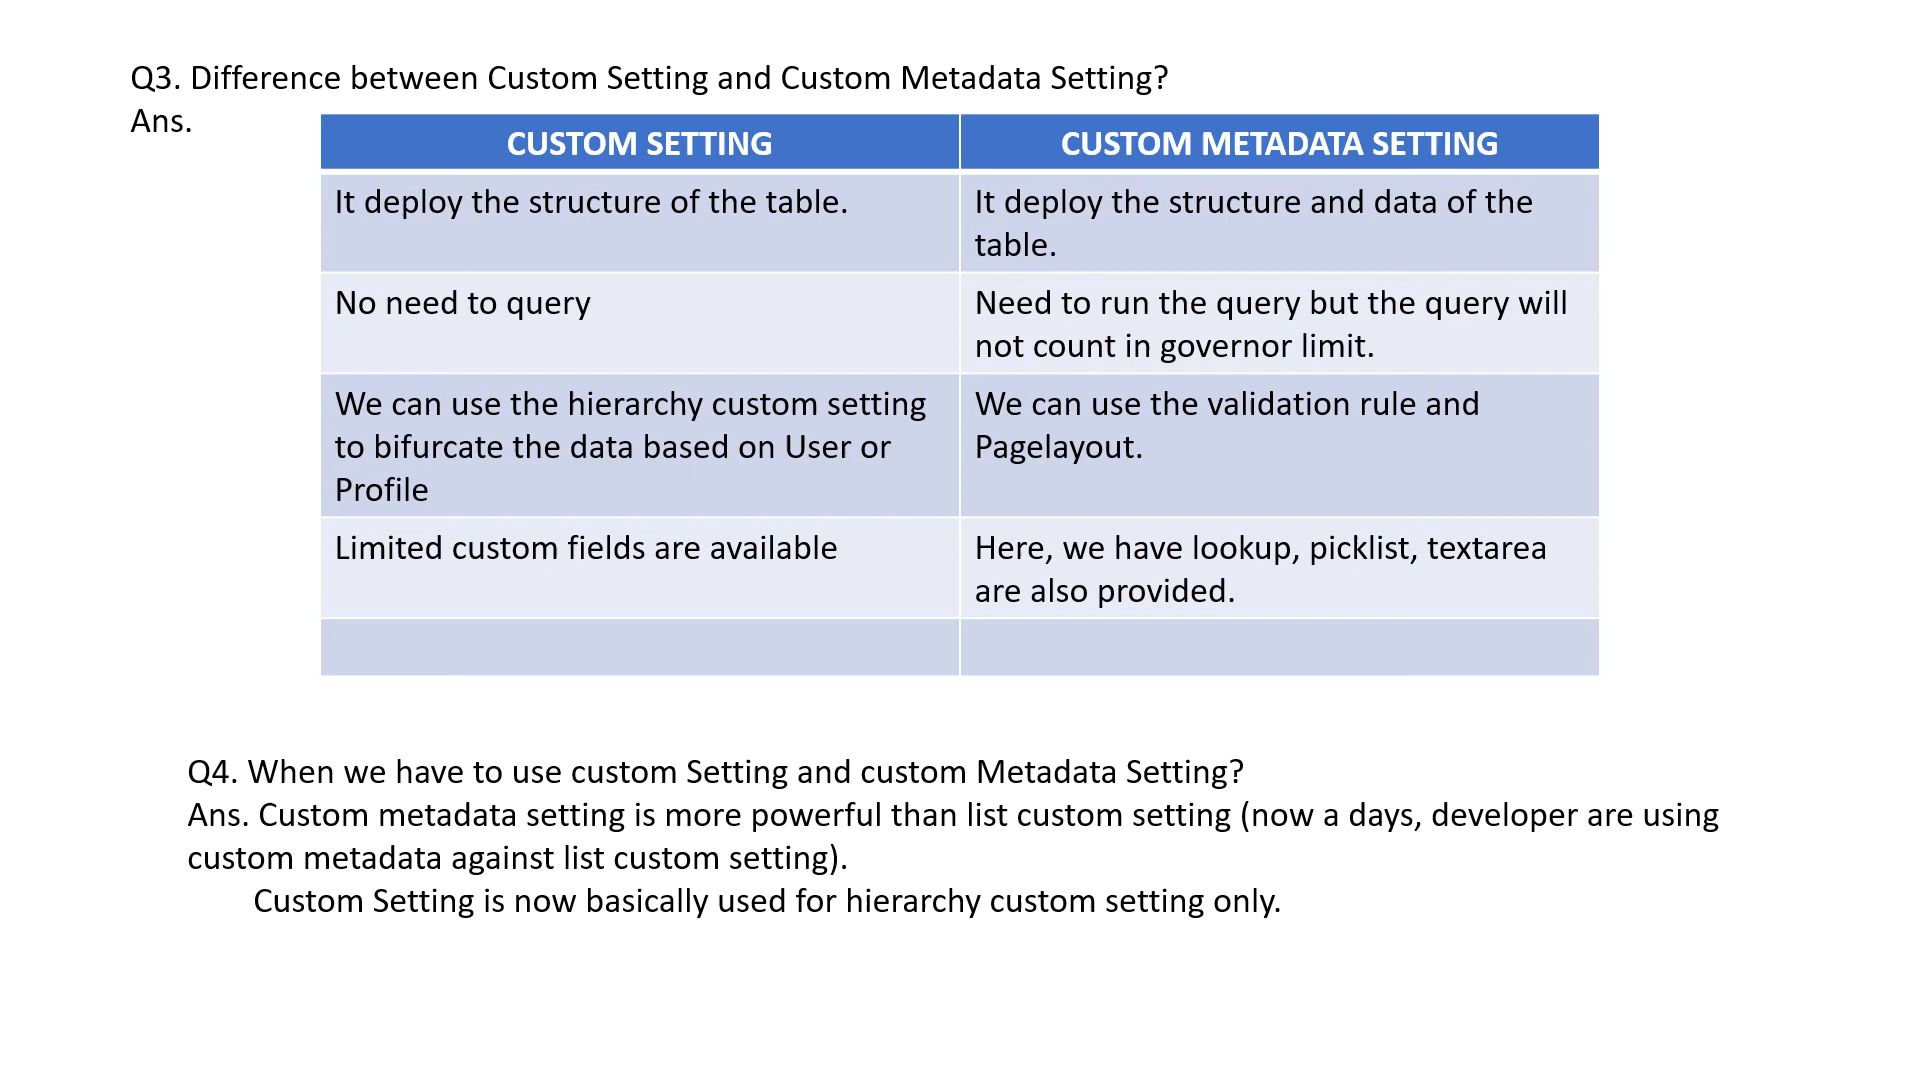 Q3. Difference between Custom Setting and Custom Metadata Setting?
Ans.
CUSTOM SETTING
CUSTOM METADATA SETTING
It deploy the structure of the table.
It deploy the structure and data of the
table.
No need to query
Need to run the query but the query will
not count in governor limit.
We can use the hierarchy custom setting
to bifurcate the data based on User or
Profile
We can use the validation rule and
Pagelayout.
Limited custom fields are available
Here, we have lookup, picklist, textarea
are also provided.
Q4. When we have to use custom Setting and custom Metadata Setting?
Ans. Custom metadata setting is more powerful than list custom setting (now a days, developer are using
custom metadata against list custom setting).
Custom Setting is now basically used for hierarchy custom setting only.